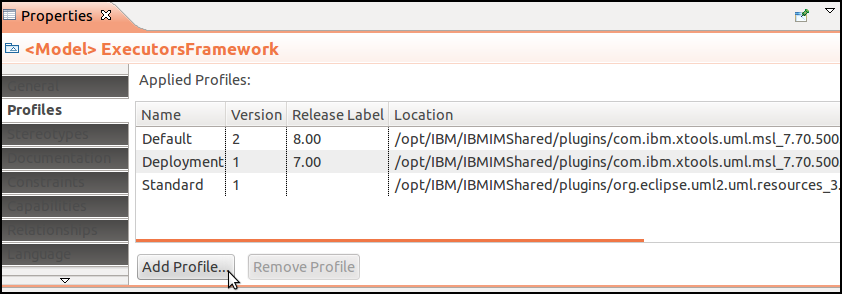 Properties
<Model> ExecutorsFramework
General
Profiles
Stereotypes
Documentation
Constraints
Capabilities
Relationships
Language
Applied Profiles:
Name Version Release Label Location
Default 2 8.00 /opt/IBM/IBMIMShared/plugins/com.ibm.xtools.uml.msl_7.70.500
Deployment 1 7.00 /opt/IBM/IBMIMShared/plugins/com.ibm.xtools.uml.msl_7.70.500
Standard 1 /opt/IBM/IBMIMShared/plugins/org.eclipse.uml2.uml.resources_3.
Add Profile... Remove Profile